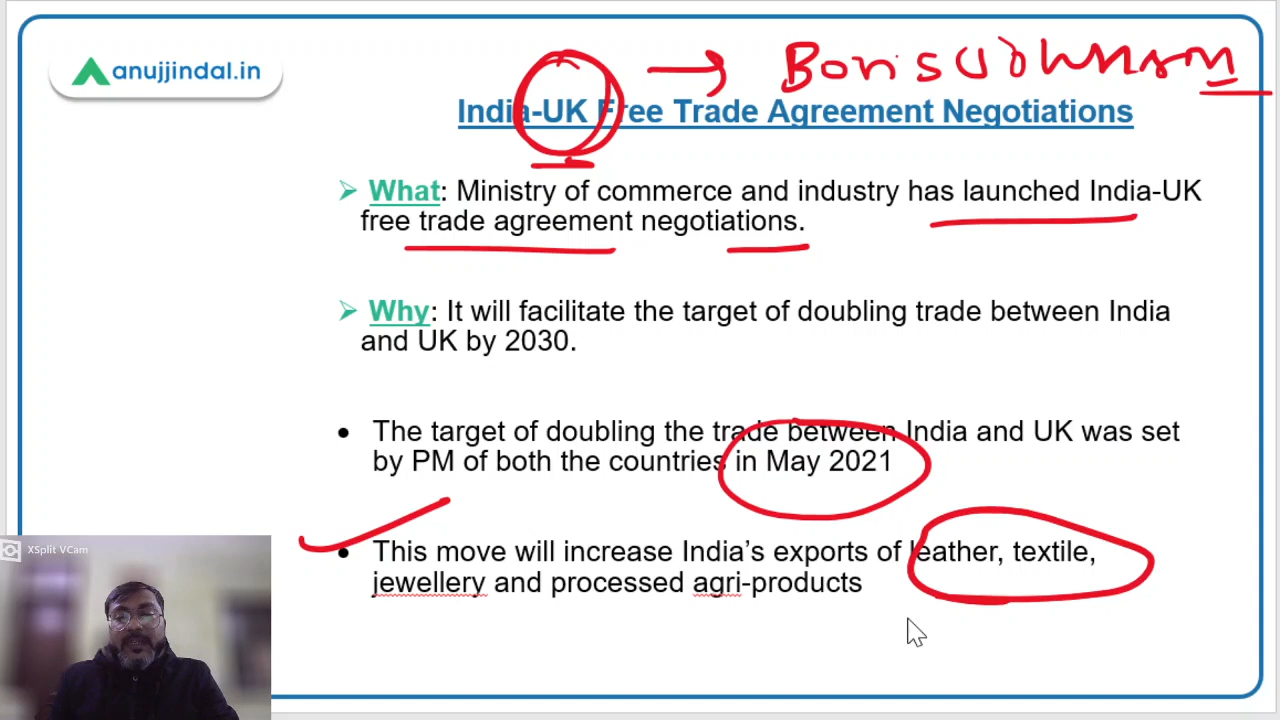 anujjindal.in
Boris Johnson
India-UK Free Trade Agreement Negotiations
What: Ministry of commerce and industry has launched India-UK
free trade agreement negotiations.
Why: It will facilitate the target of doubling trade between India
and UK by 2030.
The target of doubling the trade between India and UK was set
by PM of both the countries in May 2021
This move will increase India's exports of leather, textile,
jewellery and processed agri-products
XSplit VCam